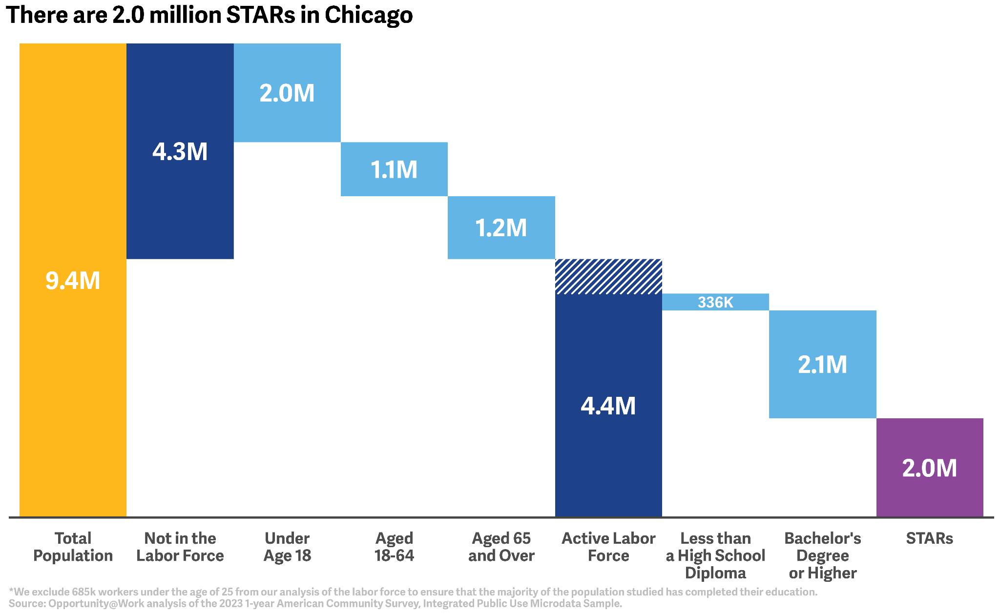 There are 2.0 million STARs in Chicago
9.4M
4.3M
2.0M
1.1M
1.2M
4.4M
336K
2.1M
2.0M
Total
Population
Not in the
Labor Force
Under
Age 18
Aged
18-64
Aged 65
and Over
Active Labor
Force
Less than
a High School
Diploma
Bachelor's
Degree
or Higher
STARs
*We exclude 685k workers under the age of 25 from our analysis of the labor force to ensure that the majority of the population studied has completed their education.
Source: Opportunity@Work analysis of the 2023 1-year American Community Survey, Integrated Public Use Microdata Sample.